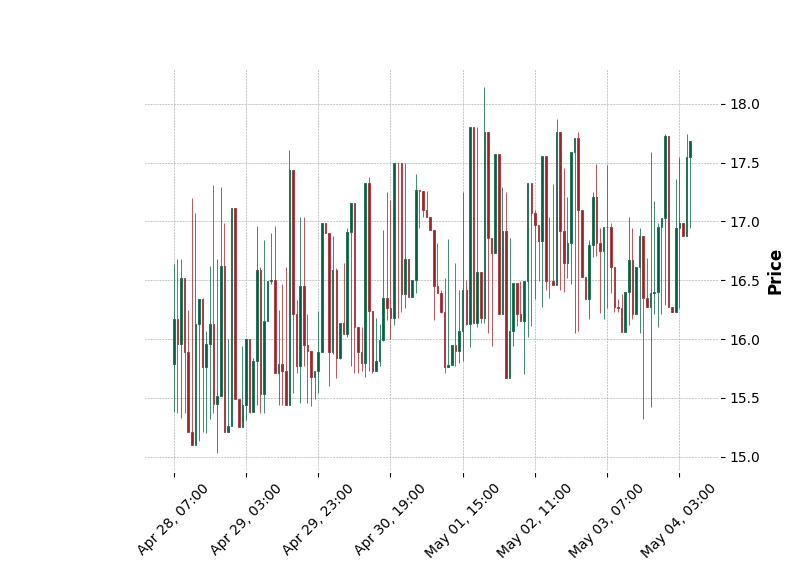 18.0
17.5
17.0
16.5
16.0
15.5
15.0
Price
Apr 28, 07:00
Apr 29, 03:00
Apr 29, 23:00
Apr 30, 19:00
May 01, 15:00
May 02, 11:00
May 03, 07:00
May 04, 03:00